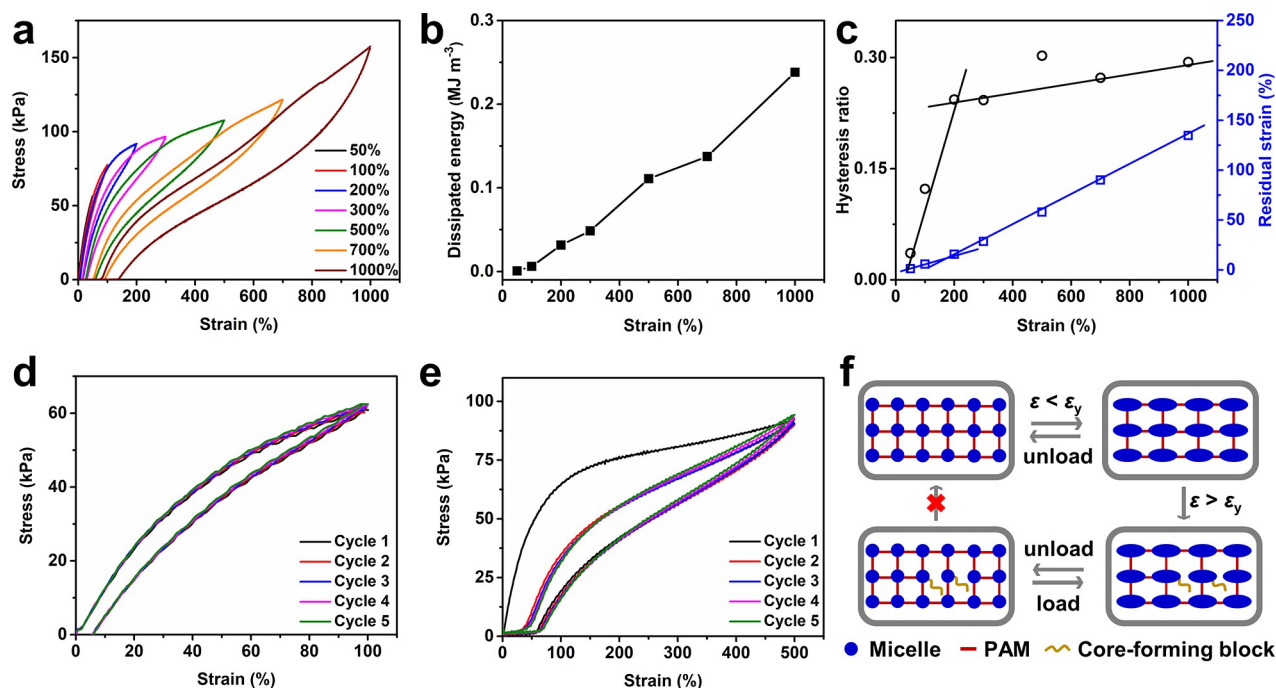 a
150
100
50
0
Stress (kPa)
50%
100%
200%
300%
500%
700%
1000%
0 200 400 600 800 1000
Strain (%)
b
0.3
0.2
0.1
0.0
Dissipated energy (MJ m⁻³)
0 200 400 600 800 1000
Strain (%)
c
0.30
0.15
0.00
Hysteresis ratio
250
200
150
100
50
0
Residual strain (%)
0 200 400 600 800 1000
Strain (%)
d
60
40
20
0
Stress (kPa)
Cycle 1
Cycle 2
Cycle 3
Cycle 4
Cycle 5
0 20 40 60 80 100
Strain (%)
e
100
75
50
25
0
Stress (kPa)
Cycle 1
Cycle 2
Cycle 3
Cycle 4
Cycle 5
0 100 200 300 400 500
Strain (%)
f
ε < εy
unload
ε > εy
unload
load
Micelle PAM Core-forming block